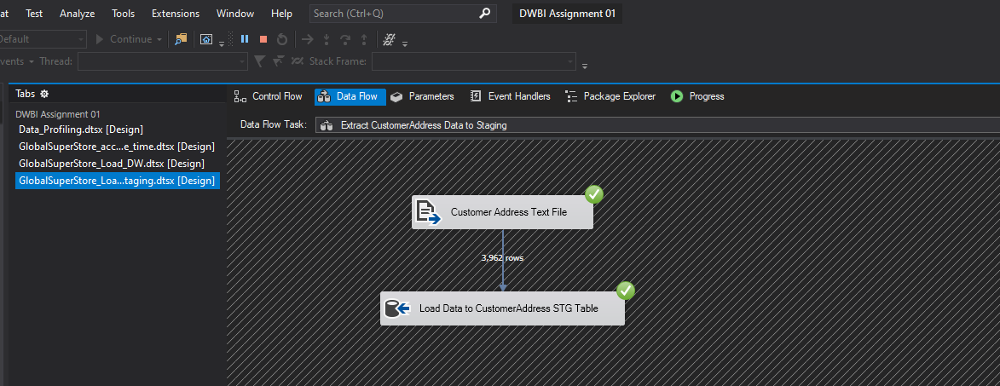 at Test Analyze Tools Extensions Window Help Search (Ctrl+Q) DWBI Assignment 01
Default Continue
vents Thread: Stack Frame:
Tabs Control Flow Data Flow Parameters Event Handlers Package Explorer Progress
DWBI Assignment 01
Data Flow Task: Extract CustomerAddress Data to Staging
Data_Profiling.dtsx [Design]
GlobalSuperStore_acc...e_time.dtsx [Design]
GlobalSuperStore_Load_DW.dtsx [Design]
GlobalSuperStore_Loa...taging.dtsx [Design]
Customer Address Text File
3,962 rows
Load Data to CustomerAddress STG Table